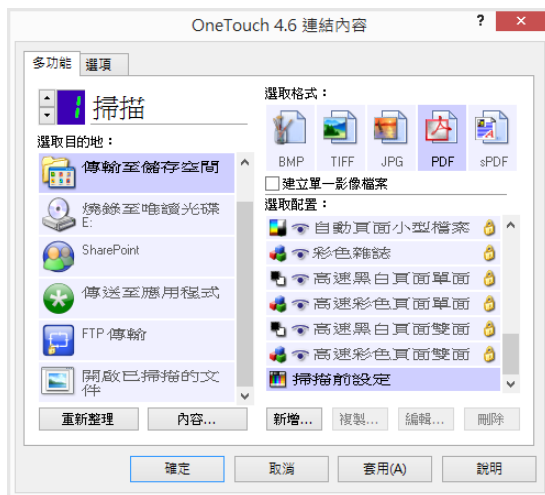 OneTouch 4.6 連結內容
? ×
多功能 選項
1 掃描
選取目的地：
傳輸至儲存空間
燒錄至唯讀光碟
E:
SharePoint
傳送至應用程式
FTP 傳輸
開啟已掃描的文
件
重新整理 內容...
選取格式：
BMP TIFF JPG PDF sPDF
建立單一影像檔案
選取配置：
自動頁面小型檔案
彩色雜誌
高速黑白頁面單面
高速彩色頁面單面
高速黑白頁面雙面
高速彩色頁面雙面
掃描前設定
新增... 複製... 編輯... 刪除
確定 取消 套用(A) 說明